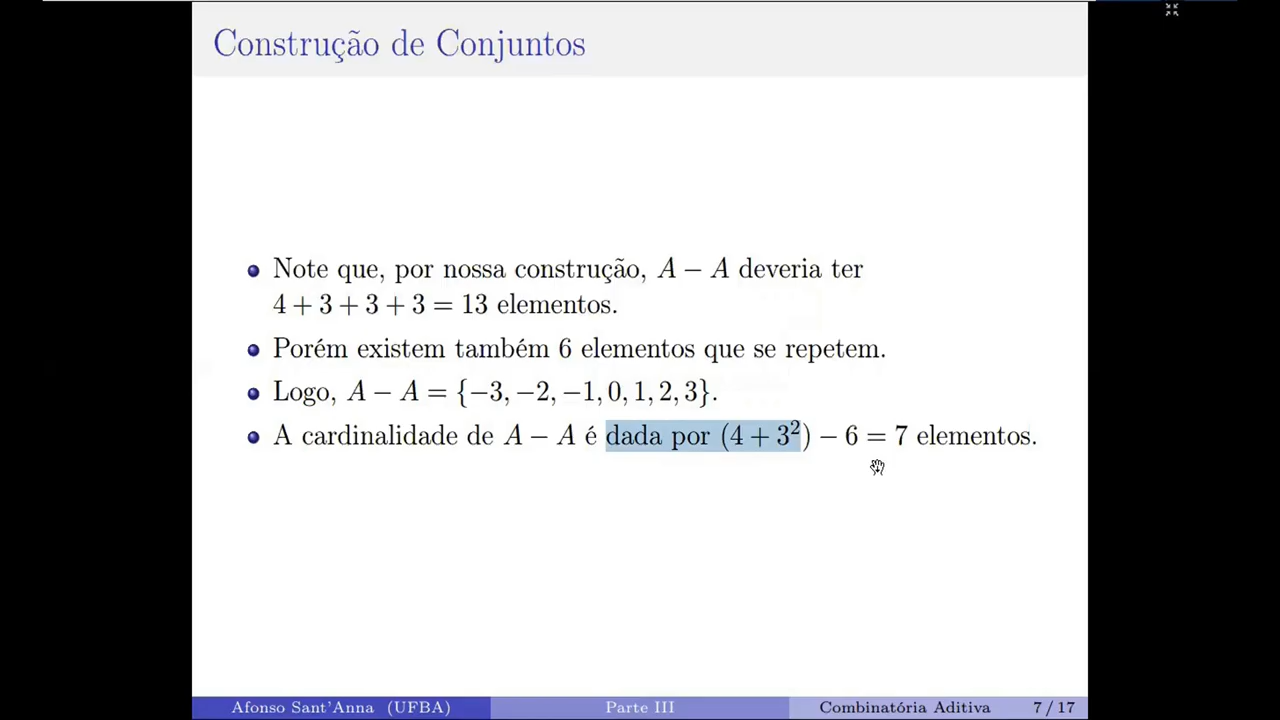 Construção de Conjuntos
Note que, por nossa construção, A − A deveria ter
4 + 3 + 3 + 3 = 13 elementos.
Porém existem também 6 elementos que se repetem.
Logo, A − A = {−3, −2, −1, 0, 1, 2, 3}.
A cardinalidade de A − A é dada por (4 + 3²) − 6 = 7 elementos.
Afonso Sant'Anna (UFBA) Parte III Combinatória Aditiva 7 / 17